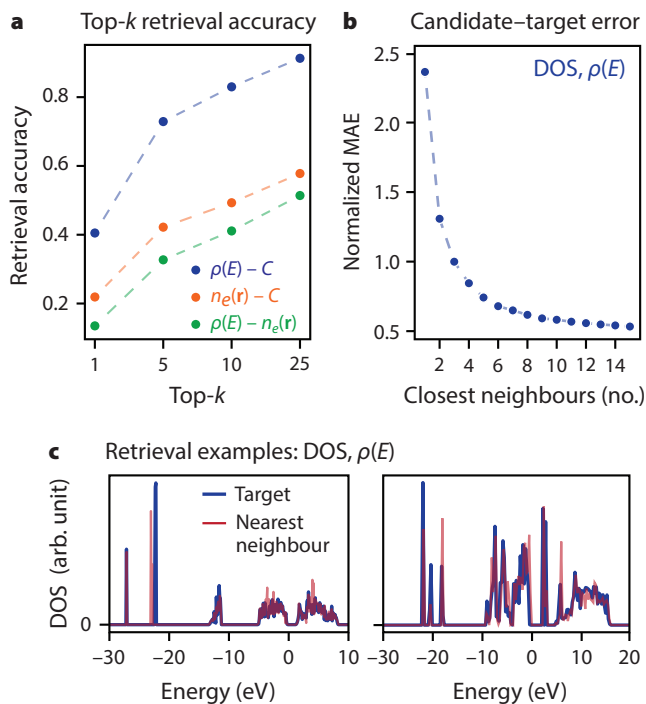 a Top-k retrieval accuracy
Retrieval accuracy
0.8
0.6
0.4
0.2
ρ(E) – C
nₑ(r) – C
ρ(E) – nₑ(r)
1 5 10 25
Top-k
b Candidate–target error
DOS, ρ(E)
Normalized MAE
2.5
2.0
1.5
1.0
0.5
2 4 6 8 10 12 14
Closest neighbours (no.)
c Retrieval examples: DOS, ρ(E)
DOS (arb. unit)
Target
Nearest
neighbour
0
–30 –20 –10 0 10
Energy (eV)
–30 –20 –10 0 10 20
Energy (eV)